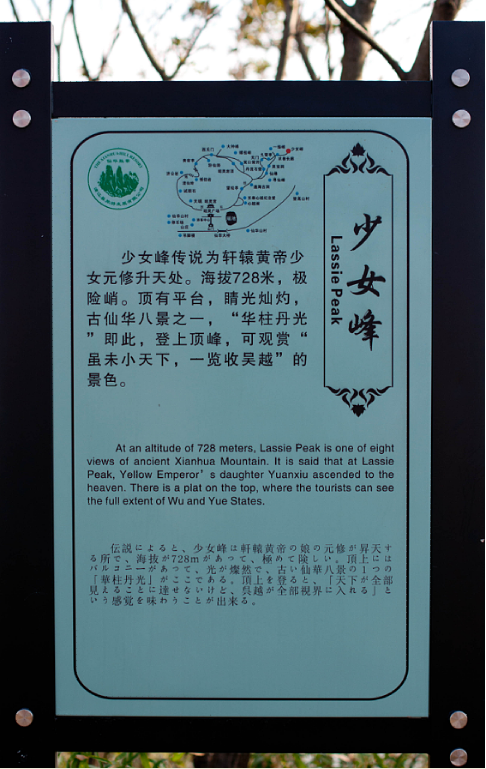 少女峰
Lassie Peak
少女峰传说为轩辕黄帝少
女元修升天处。海拔728米，极
险峭。顶有平台，晴光灿灼，
古仙华八景之一，“华柱丹光
”即此，登上顶峰，可观赏“
虽未小天下，一览收吴越”的
景色。
At an altitude of 728 meters, Lassie Peak is one of eight
views of ancient Xianhua Mountain. It is said that at Lassie
Peak, Yellow Emperor’s daughter Yuanxiu ascended to the
heaven. There is a plat on the top, where the tourists can see
the full extent of Wu and Yue States.
伝説によると、少女峰は軒轅黄帝の娘の元修が昇天す
る所で、海抜が728mがあって、極めて険しい。頂上には
バルコニーがあって、光が燦然で、古い仙華八景の１つの
「華柱丹光」がここである。頂上を登ると、「天下が全部
見えることに達せないけど、呉越が全部視界に入れる」と
いう感覚を味わうことが出来る。